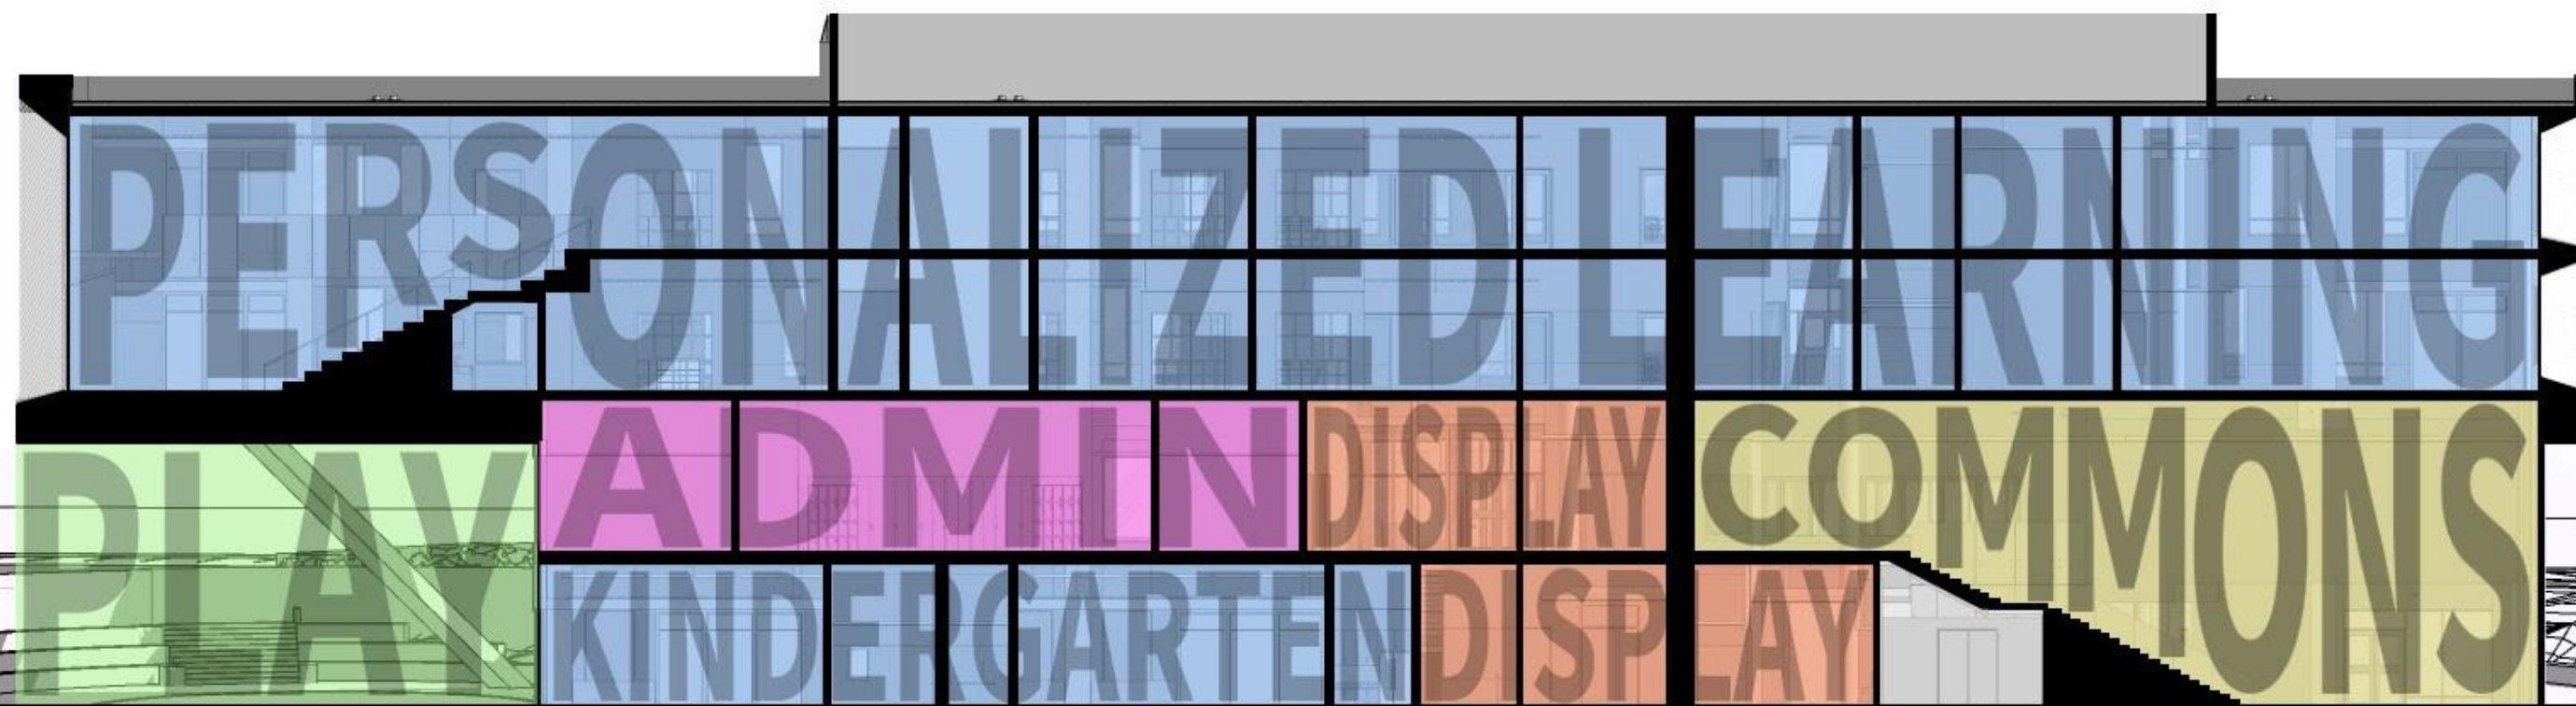 PERSONALIZED LEARNING
PLAY
ADMIN
DISPLAY
COMMONS
KINDERGARTEN
DISPLAY